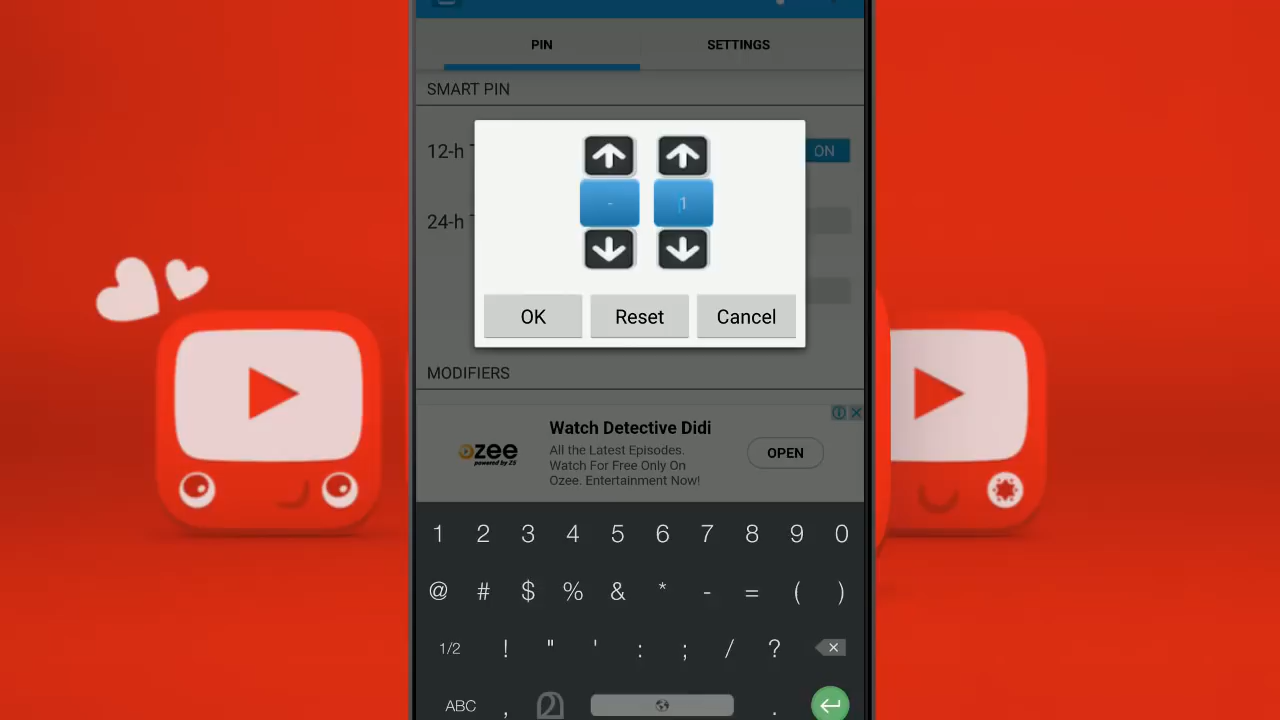 PIN
SETTINGS
SMART PIN
12-h
ON
24-h
-
1
OK
Reset
Cancel
MODIFIERS
Watch Detective Didi
ozee
All the Latest Episodes.
Watch For Free Only On
Ozee. Entertainment Now!
OPEN
1 2 3 4 5 6 7 8 9 0
@ # $ % & * - = ( )
1/2 ! " ' : ; / ?
ABC , .